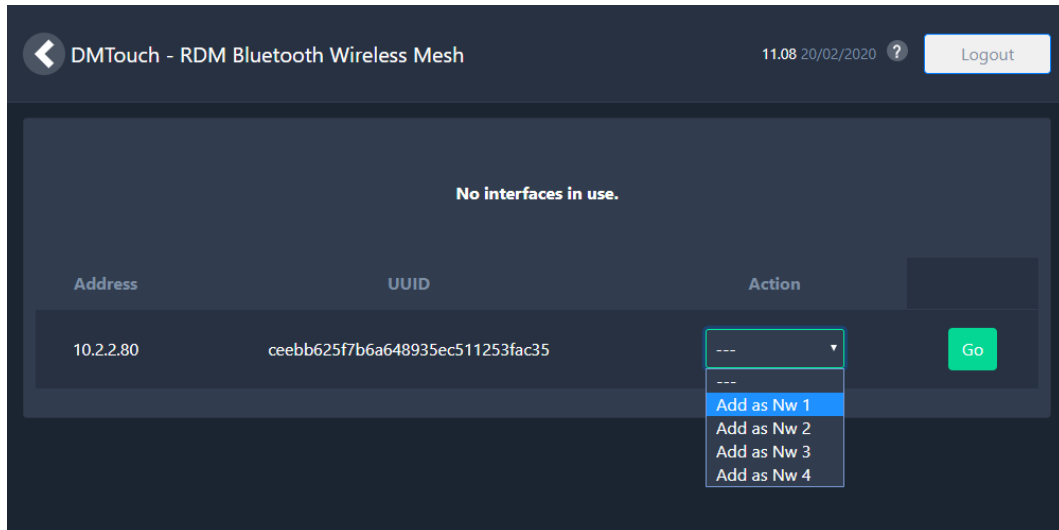 DMTouch - RDM Bluetooth Wireless Mesh 11.08 20/02/2020 ? Logout
No interfaces in use.
Address UUID Action
10.2.2.80 ceebb625f7b6a648935ec511253fac35 --- Go
---
Add as Nw 1
Add as Nw 2
Add as Nw 3
Add as Nw 4